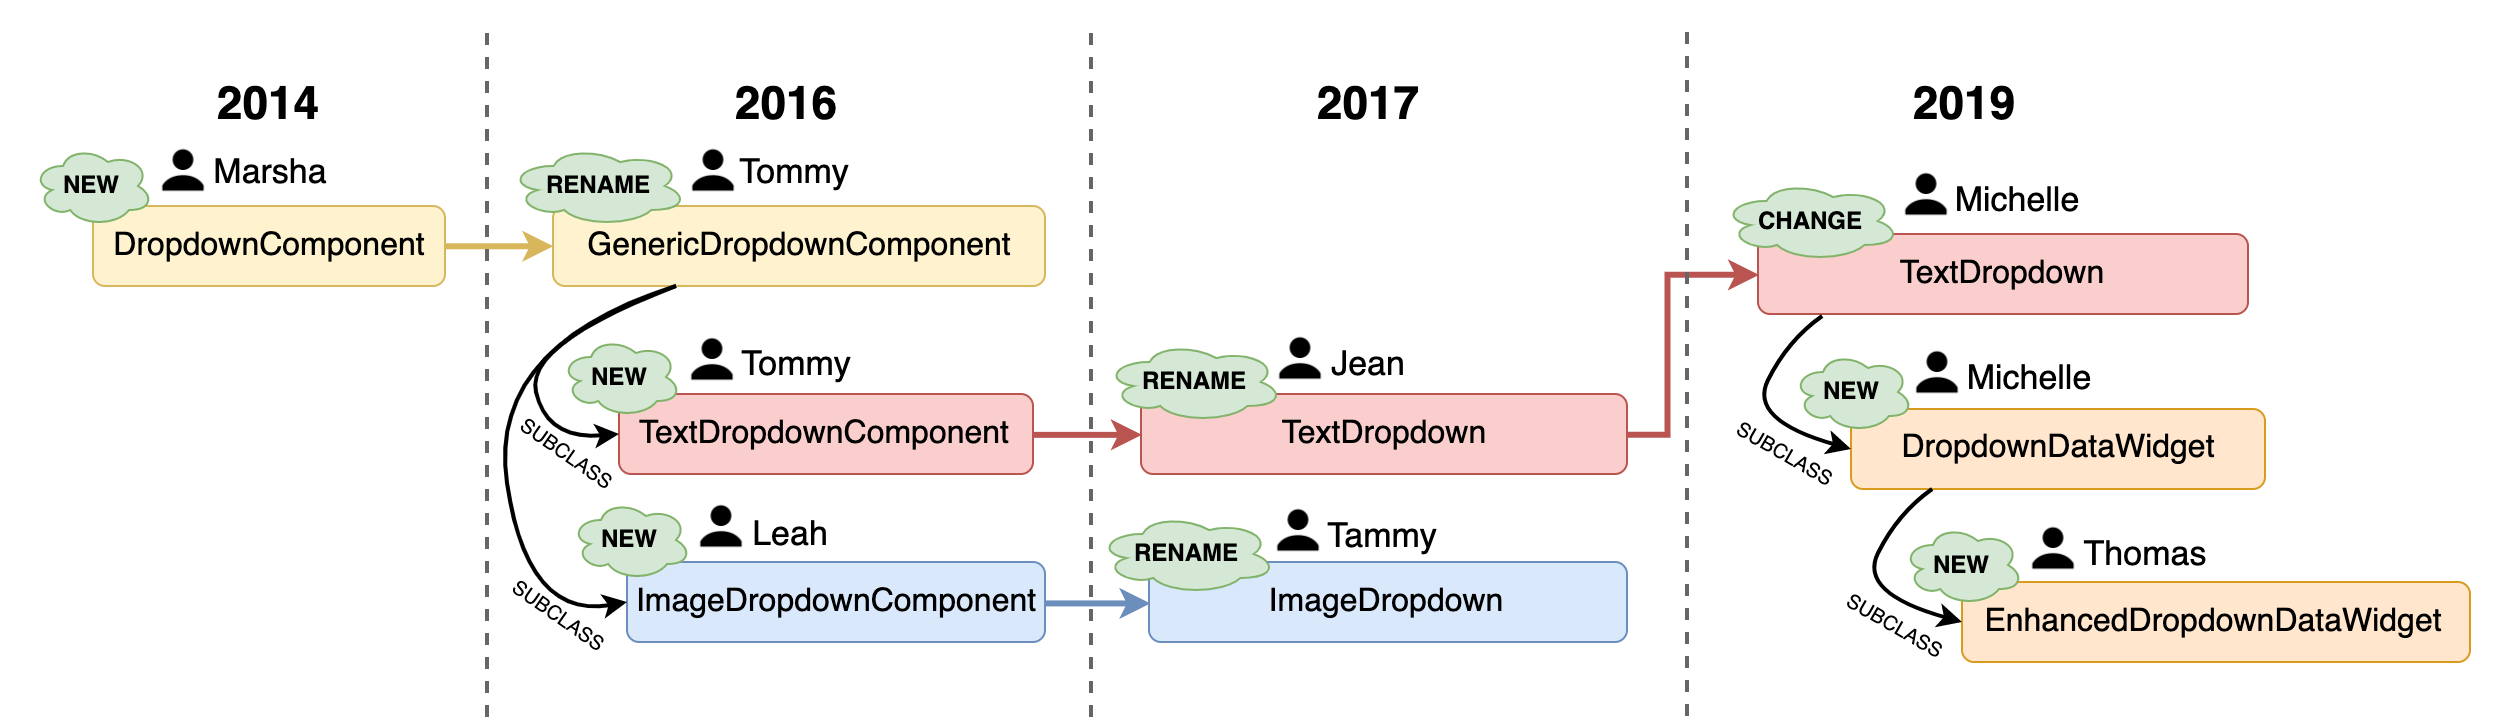 2014
NEW
Marsha
DropdownComponent
2016
RENAME
Tommy
GenericDropdownComponent
NEW
Tommy
SUBCLASS
TextDropdownComponent
NEW
Leah
SUBCLASS
ImageDropdownComponent
2017
RENAME
Jean
TextDropdown
RENAME
Tammy
ImageDropdown
2019
CHANGE
Michelle
TextDropdown
NEW
Michelle
SUBCLASS
DropdownDataWidget
NEW
Thomas
SUBCLASS
EnhancedDropdownDataWidget